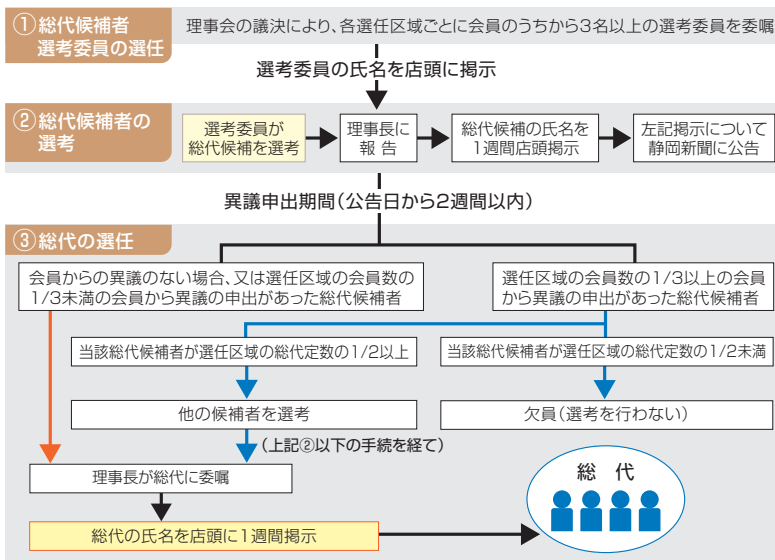 ①総代候補者
選考委員の選任
理事会の議決により、各選任区域ごとに会員のうちから3名以上の選考委員を委嘱
選考委員の氏名を店頭に掲示
②総代候補者の
選考
選考委員が
総代候補を選考
理事長に
報 告
総代候補の氏名を
1週間店頭掲示
左記掲示について
静岡新聞に公告
異議申出期間(公告日から2週間以内)
③総代の選任
会員からの異議のない場合、又は選任区域の会員数の
1/3未満の会員から異議の申出があった総代候補者
選任区域の会員数の1/3以上の会員
から異議の申出があった総代候補者
当該総代候補者が選任区域の総代定数の1/2以上
当該総代候補者が選任区域の総代定数の1/2未満
他の候補者を選考
欠員(選考を行わない)
(上記②以下の手続を経て)
理事長が総代に委嘱
総 代
総代の氏名を店頭に1週間掲示